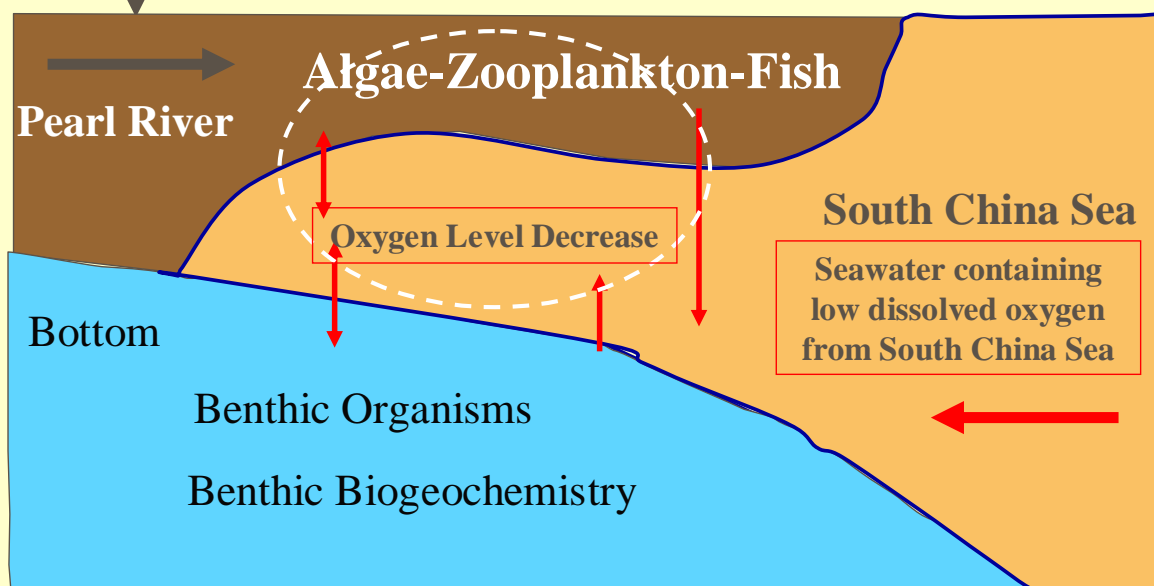 Algae-Zooplankton-Fish
Pearl River
South China Sea
Oxygen Level Decrease
Seawater containing
low dissolved oxygen
from South China Sea
Bottom
Benthic Organisms
Benthic Biogeochemistry